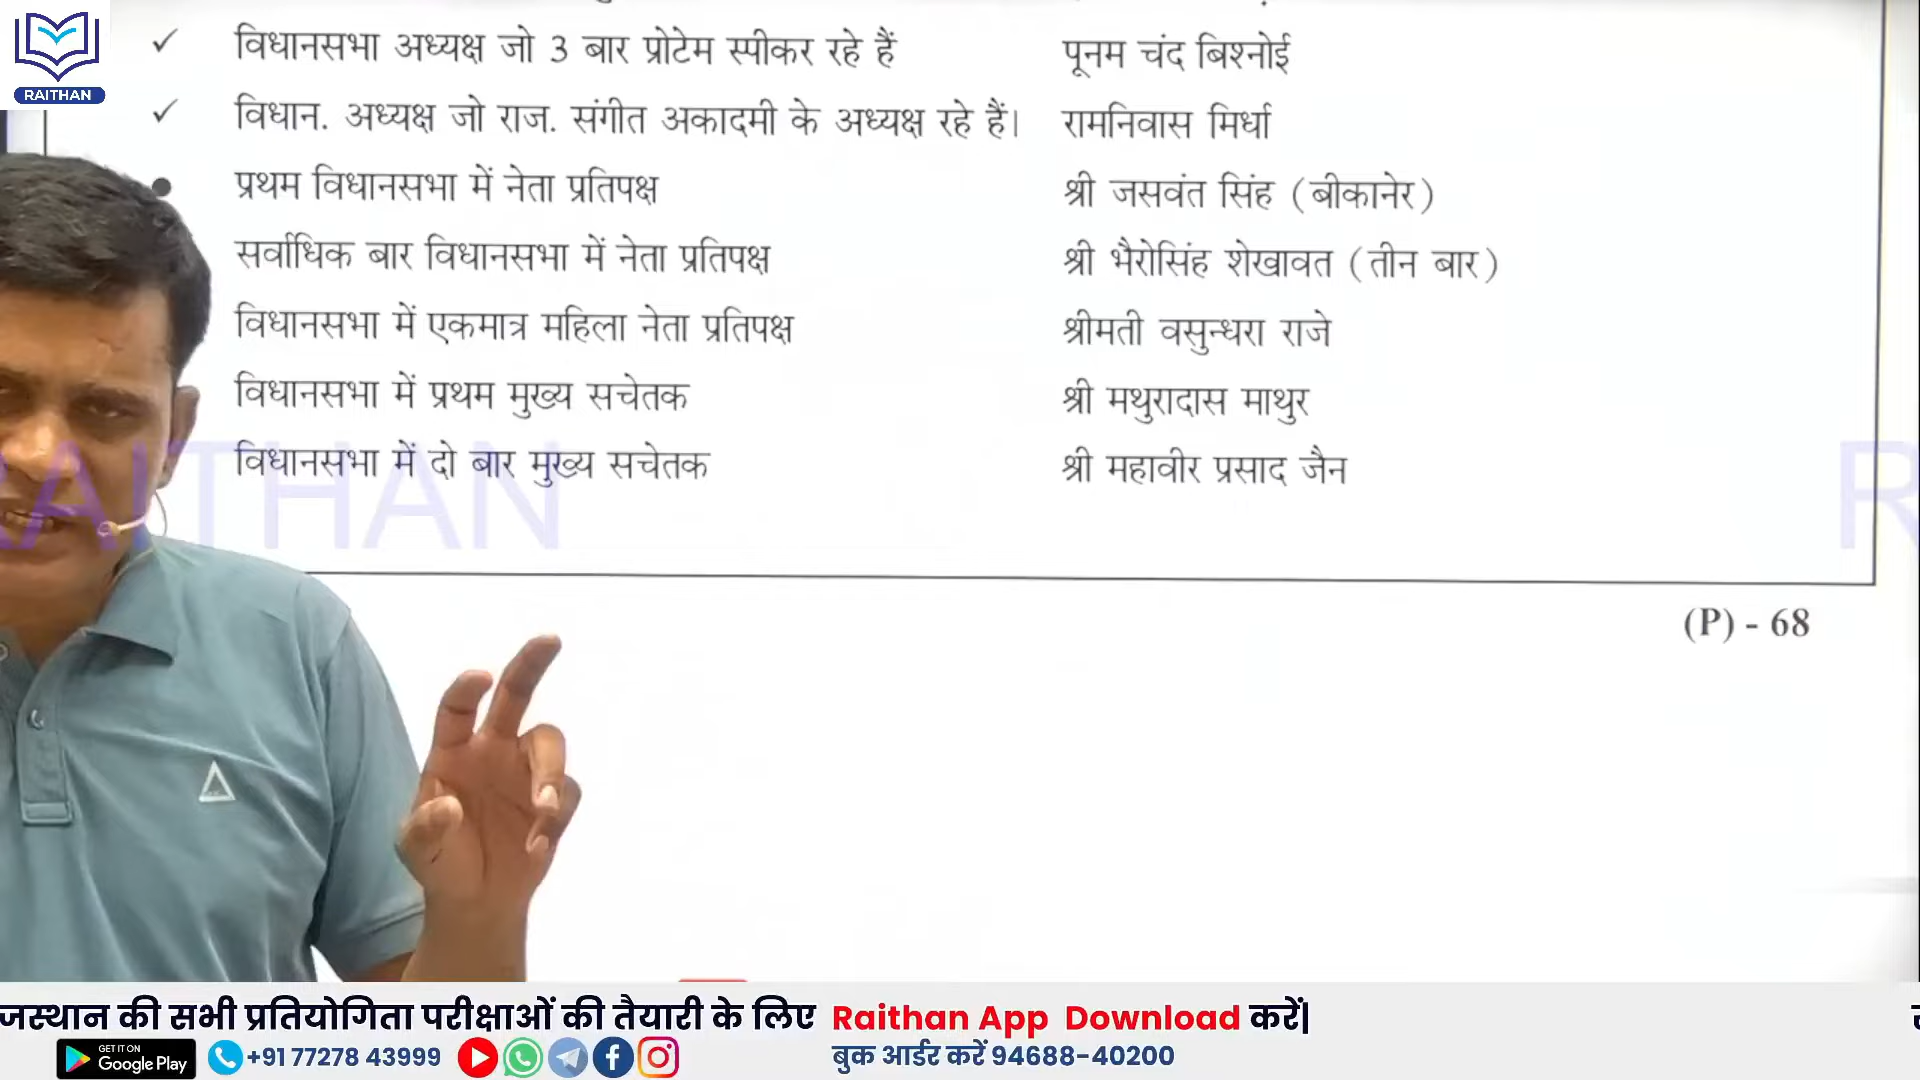 RAITHAN
✓ विधानसभा अध्यक्ष जो 3 बार प्रोटेम स्पीकर रहे हैं पूनम चंद बिश्नोई
✓ विधान. अध्यक्ष जो राज. संगीत अकादमी के अध्यक्ष रहे हैं। रामनिवास मिर्धा
प्रथम विधानसभा में नेता प्रतिपक्ष श्री जसवंत सिंह (बीकानेर)
सर्वाधिक बार विधानसभा में नेता प्रतिपक्ष श्री भैरोसिंह शेखावत (तीन बार)
विधानसभा में एकमात्र महिला नेता प्रतिपक्ष श्रीमती वसुन्धरा राजे
विधानसभा में प्रथम मुख्य सचेतक श्री मथुरादास माथुर
विधानसभा में दो बार मुख्य सचेतक श्री महावीर प्रसाद जैन
RAITHAN R
(P) - 68
जस्थान की सभी प्रतियोगिता परीक्षाओं की तैयारी के लिए Raithan App Download करें|
GET IT ON
Google Play +91 77278 43999 बुक आर्डर करें 94688-40200